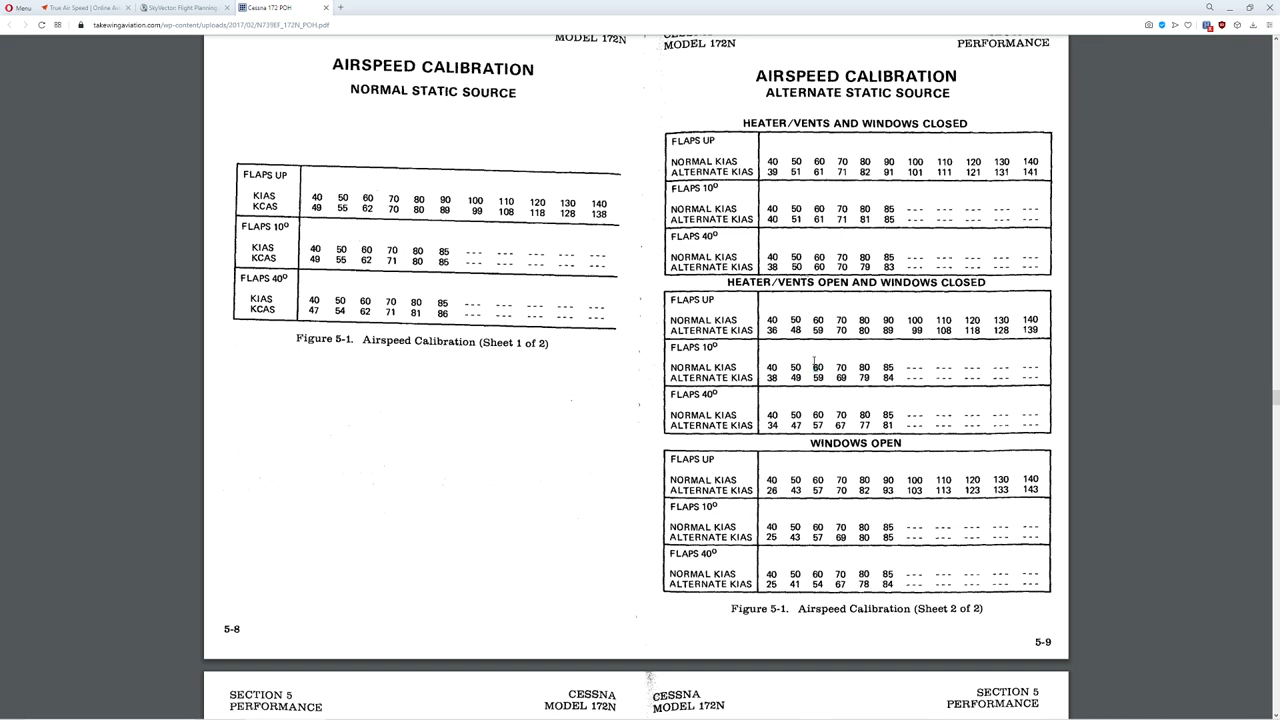 Menu
True Air Speed | Online Av
SkyVector: Flight Planning
Cessna 172 POH
takewingaviation.com/wp-content/uploads/2017/02/N739EF_172N_POH.pdf
MODEL 172N
AIRSPEED CALIBRATION
NORMAL STATIC SOURCE
FLAPS UP
KIAS 40 50 60 70 80 90 100 110 120 130 140
KCAS 49 55 62 70 80 89 99 108 118 128 138
FLAPS 10°
KIAS 40 50 60 70 80 85 --- --- --- --- ---
KCAS 49 55 62 71 80 85 --- --- --- --- ---
FLAPS 40°
KIAS 40 50 60 70 80 85 --- --- --- --- ---
KCAS 47 54 62 71 81 86 --- --- --- --- ---
Figure 5-1. Airspeed Calibration (Sheet 1 of 2)
5-8
MODEL 172N
PERFORMANCE
AIRSPEED CALIBRATION
ALTERNATE STATIC SOURCE
HEATER/VENTS AND WINDOWS CLOSED
FLAPS UP
NORMAL KIAS 40 50 60 70 80 90 100 110 120 130 140
ALTERNATE KIAS 39 51 61 71 82 91 101 111 121 131 141
FLAPS 10°
NORMAL KIAS 40 50 60 70 80 85 --- --- --- --- ---
ALTERNATE KIAS 40 51 61 71 81 85 --- --- --- --- ---
FLAPS 40°
NORMAL KIAS 40 50 60 70 80 85 --- --- --- --- ---
ALTERNATE KIAS 38 50 60 70 79 83 --- --- --- --- ---
HEATER/VENTS OPEN AND WINDOWS CLOSED
FLAPS UP
NORMAL KIAS 40 50 60 70 80 90 100 110 120 130 140
ALTERNATE KIAS 36 48 59 70 80 89 99 108 118 128 139
FLAPS 10°
NORMAL KIAS 40 50 60 70 80 85 --- --- --- --- ---
ALTERNATE KIAS 38 49 59 69 79 84 --- --- --- --- ---
FLAPS 40°
NORMAL KIAS 40 50 60 70 80 85 --- --- --- --- ---
ALTERNATE KIAS 34 47 57 67 77 81 --- --- --- --- ---
WINDOWS OPEN
FLAPS UP
NORMAL KIAS 40 50 60 70 80 90 100 110 120 130 140
ALTERNATE KIAS 26 43 57 70 82 93 103 113 123 133 143
FLAPS 10°
NORMAL KIAS 40 50 60 70 80 85 --- --- --- --- ---
ALTERNATE KIAS 25 43 57 69 80 85 --- --- --- --- ---
FLAPS 40°
NORMAL KIAS 40 50 60 70 80 85 --- --- --- --- ---
ALTERNATE KIAS 25 41 54 67 78 84 --- --- --- --- ---
Figure 5-1. Airspeed Calibration (Sheet 2 of 2)
5-9
SECTION 5
PERFORMANCE
CESSNA
MODEL 172N
CESSNA
MODEL 172N
SECTION 5
PERFORMANCE